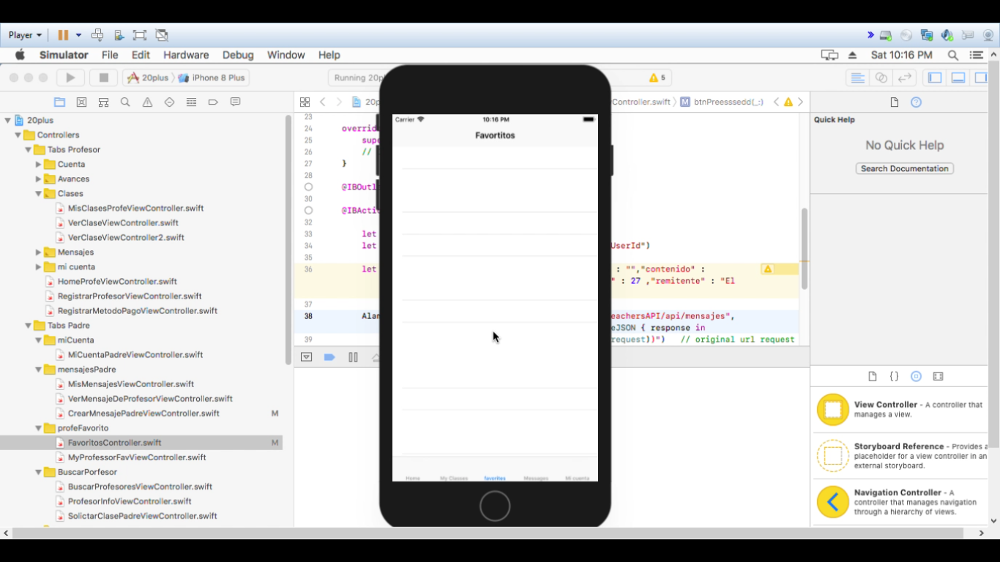 Player
Simulator File Edit Hardware Debug Window Help Sat 10:16 PM
20plus iPhone 8 Plus Running 20pl 5
20p Controller.swift M btnPreesssedd(_:)
20plus
Controllers
Tabs Profesor
Cuenta
Avances
Clases
MisClasesProfeViewController.swift
VerClaseViewController.swift
VerClaseViewController2.swift
Mensajes
mi cuenta
HomeProfeViewController.swift
RegistrarProfesorViewController.swift
RegistrarMetodoPagoViewController.swift
Tabs Padre
miCuenta
MiCuentaPadreViewController.swift
mensajesPadre
MisMensajesViewController.swift
VerMensajeDeProfesorViewController.swift
CrearMnesajePadreViewController.swift M
profeFavorito
FavoritosController.swift M
MyProfessorFavViewController.swift
BuscarPorfesor
BuscarProfesoresViewController.swift
ProfesorInfoViewController.swift
SolictarClasePadreViewController.swift
23
24 overrid
25 supe
26 //
27 }
28
@IBOutl
30
@IBActi
32
33 let
34 let UserId")
35
36 let : "","contenido" :
" : 27 ,"remitente" : "El
37
38 Alam eachersAPI/api/mensajes",
eJSON { response in
39 request))") // original url request
Carrier 10:16 PM
Favortitos
Home My Classes favorites Messages Mi cuenta
Quick Help
No Quick Help
Search Documentation
View Controller - A controller that
manages a view.
Storyboard Reference - Provides a
placeholder for a view controller in an
external storyboard.
Navigation Controller - A
controller that manages navigation
through a hierarchy of views.